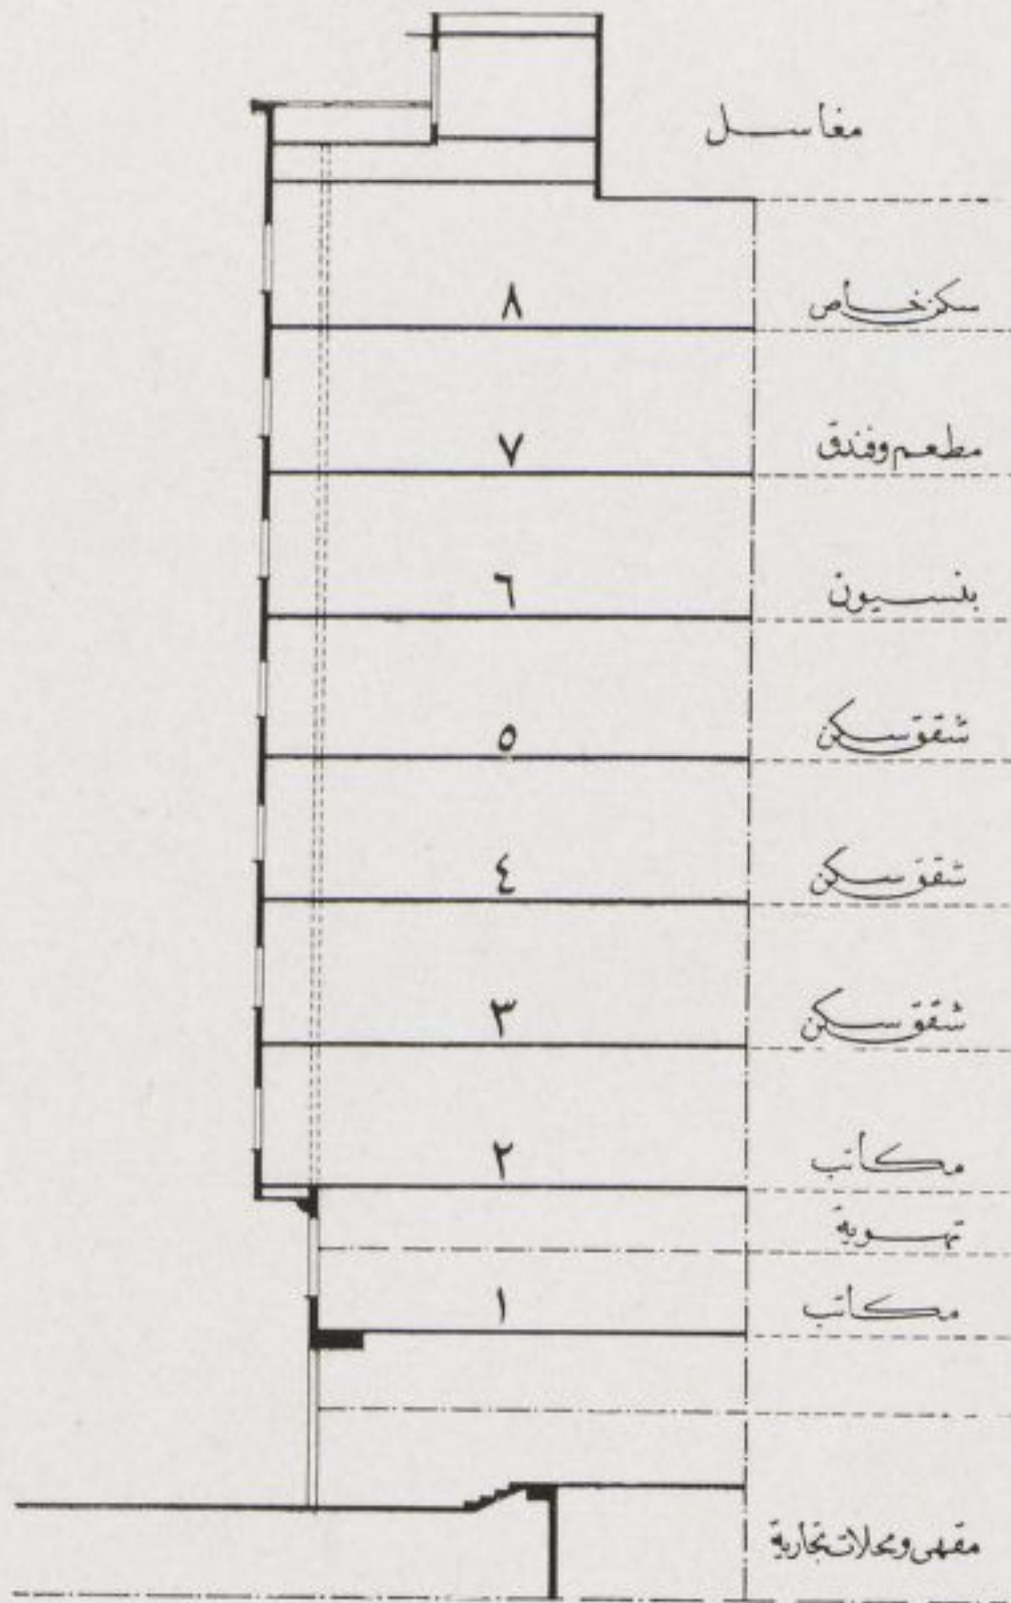 مغاسل
٨ سكن خاص
٧ مطعم وفندق
٦ بنسيون
٥ شقق سكن
٤ شقق سكن
٣ شقق سكن
٢ مكاتب
تهوية
١ مكاتب
مقهى ومحلات تجارية